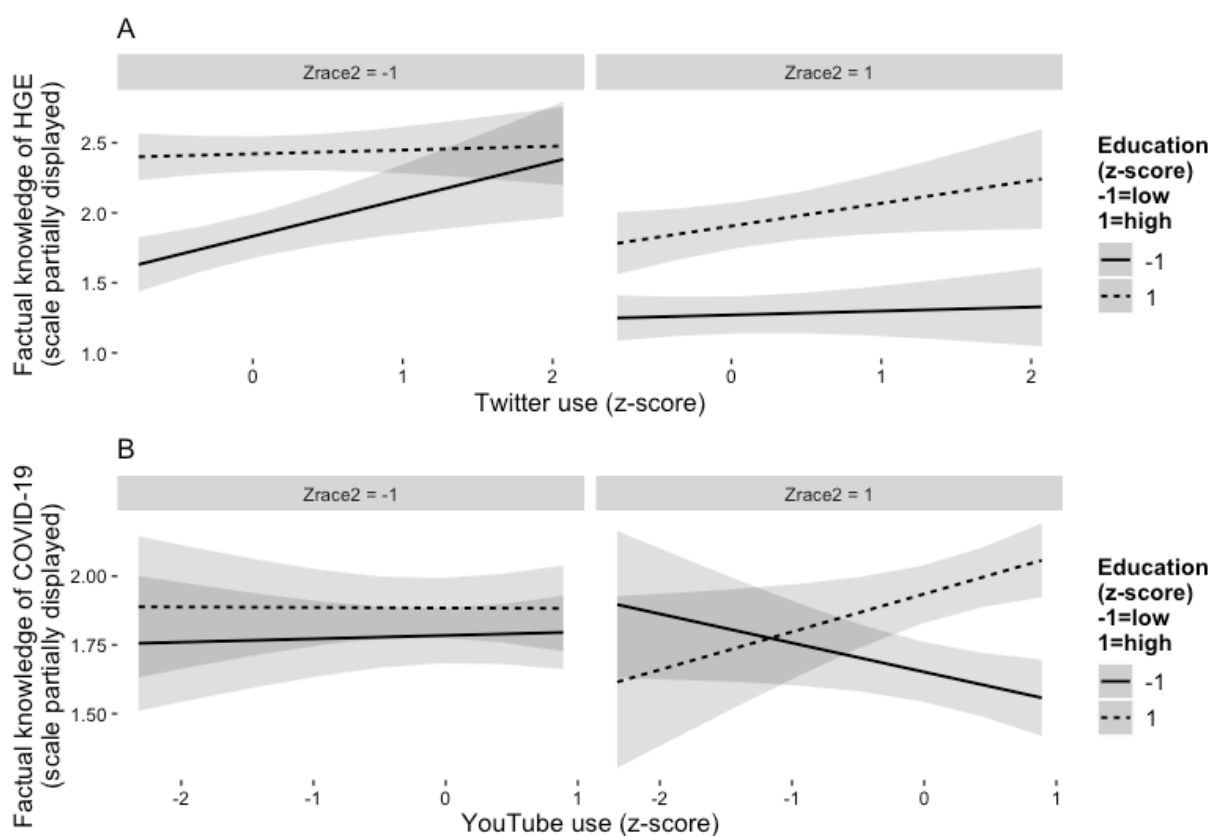 A
Zrace2 = -1
Zrace2 = 1
Factual knowledge of HGE
(scale partially displayed)
2.5
2.0
1.5
1.0
0 1 2
0 1 2
Twitter use (z-score)
Education
(z-score)
-1=low
1=high
-1
1
B
Zrace2 = -1
Zrace2 = 1
Factual knowledge of COVID-19
(scale partially displayed)
2.00
1.75
1.50
-2 -1 0 1
-2 -1 0 1
YouTube use (z-score)
Education
(z-score)
-1=low
1=high
-1
1